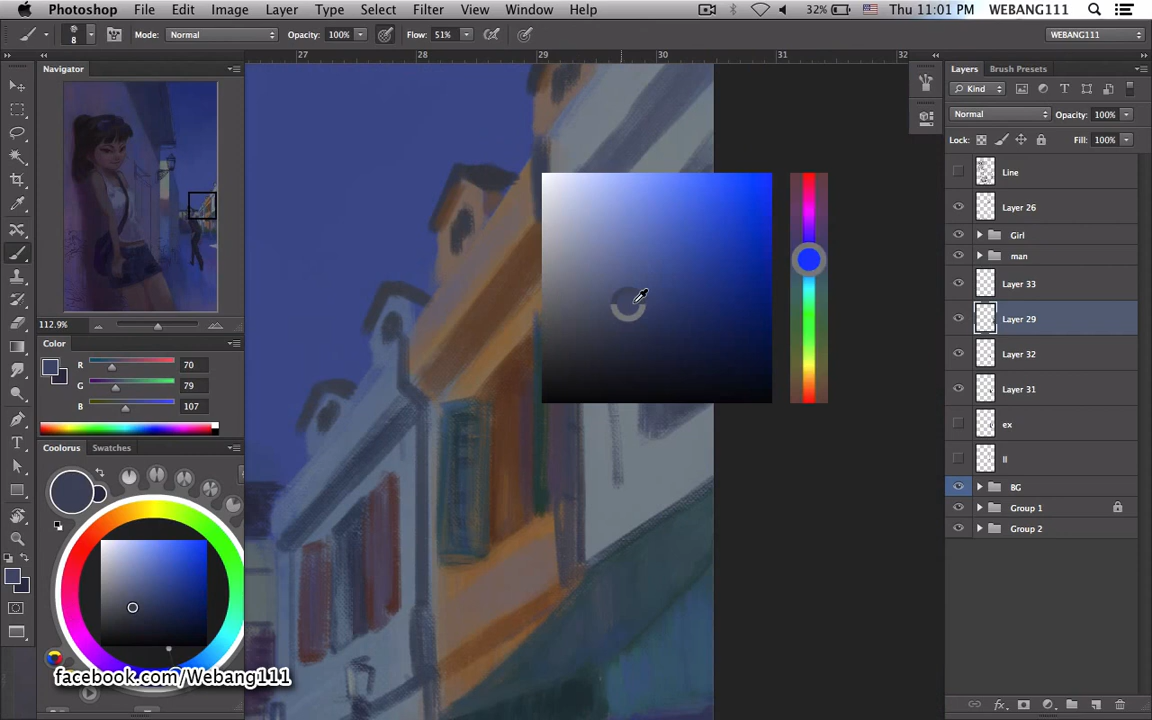 Photoshop File Edit Image Layer Type Select Filter View Window Help 32% Thu 11:01 PM WEBANG111
8 Mode: Normal Opacity: 100% Flow: 51% WEBANG111
27 28 29 30 31 32
Navigator
112.9%
Color
R 70
G 79
B 107
Colorus Swatches
facebook.com/Webang111
Layers Brush Presets
Kind
Normal Opacity: 100%
Lock: Fill: 100%
Line
Layer 26
Girl
man
Layer 33
Layer 29
Layer 32
Layer 31
ex
ll
BG
Group 1
Group 2
fx